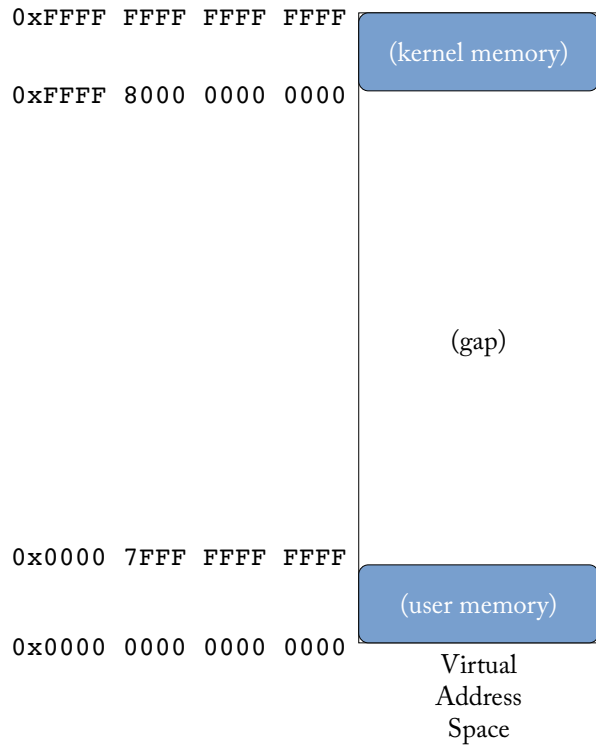 0xFFFF FFFF FFFF FFFF
(kernel memory)
0xFFFF 8000 0000 0000
(gap)
0x0000 7FFF FFFF FFFF
(user memory)
0x0000 0000 0000 0000
Virtual
Address
Space